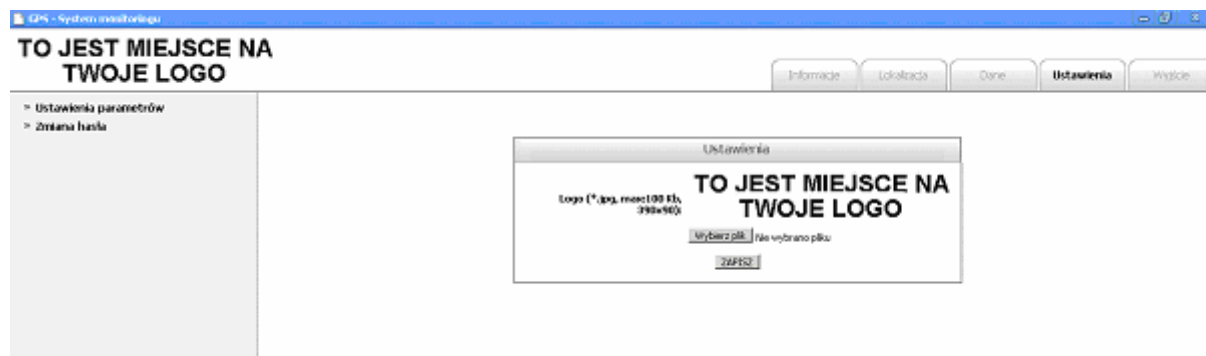 GPS - System monitoringu
TO JEST MIEJSCE NA
TWOJE LOGO
Informacje
Lokalizacja
Dane
Ustawienia
Wyjście
» Ustawienia parametrów
» Zmiana hasła
Ustawienia
Logo (*.jpg, max:100 Kb,
390x90):
TO JEST MIEJSCE NA
TWOJE LOGO
Wybierz plik Nie wybrano pliku
ZAPISZ